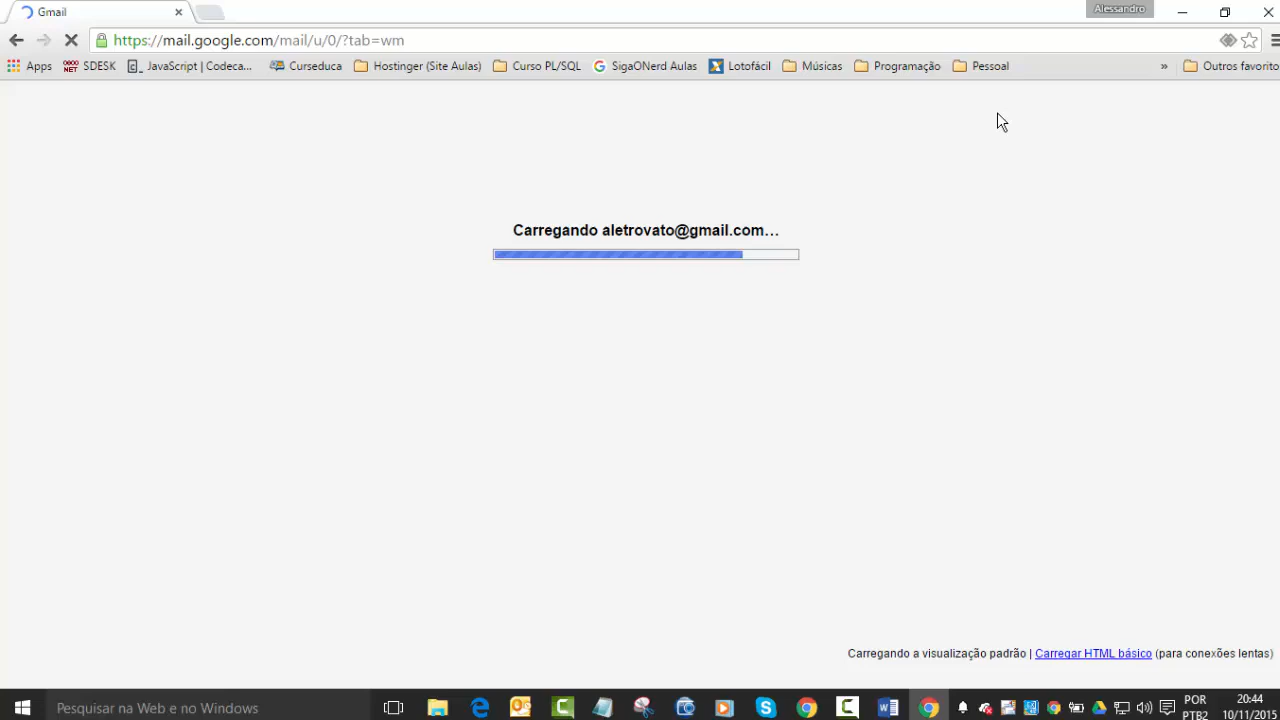 Gmail
Alessandro
https://mail.google.com/mail/u/0/?tab=wm
Apps
SDESK
JavaScript | Codeca...
Curseduca
Hostinger (Site Aulas)
Curso PL/SQL
SigaONerd Aulas
Lotofácil
Músicas
Programação
Pessoal
»
Outros favorito
Carregando aletrovato@gmail.com...
Carregando a visualização padrão | Carregar HTML básico (para conexões lentas)
Pesquisar na Web e no Windows
POR
PTB2
20:44
10/11/2015